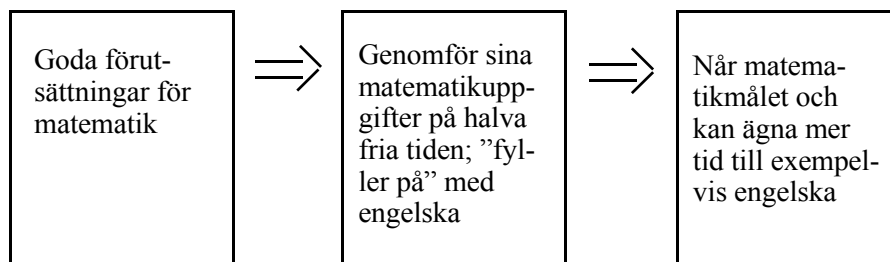 Goda förut-
sättningar för
matematik
Genomför sina
matematikupp-
gifter på halva
fria tiden; ”fyl-
ler på” med
engelska
Når matema-
tikmålet och
kan ägna mer
tid till exempel-
vis engelska